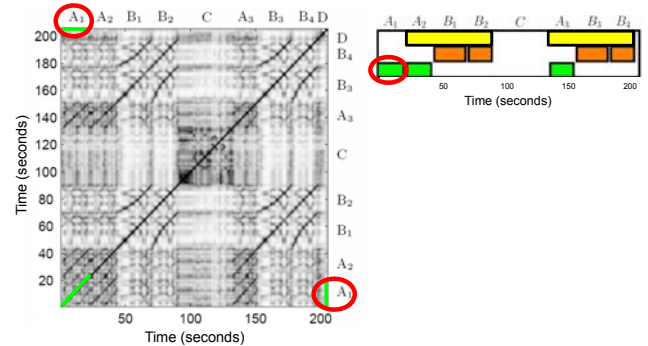 A₁ A₂ B₁ B₂ C A₃ B₃ B₄ D
200
180
160
140
120
100
80
60
40
20
Time (seconds)
50 100 150 200
Time (seconds)
D
B₄
B₃
A₃
C
B₂
B₁
A₂
A₁
A₁ A₂ B₁ B₂ C A₃ B₃ B₄
50 100 150 200
Time (seconds)